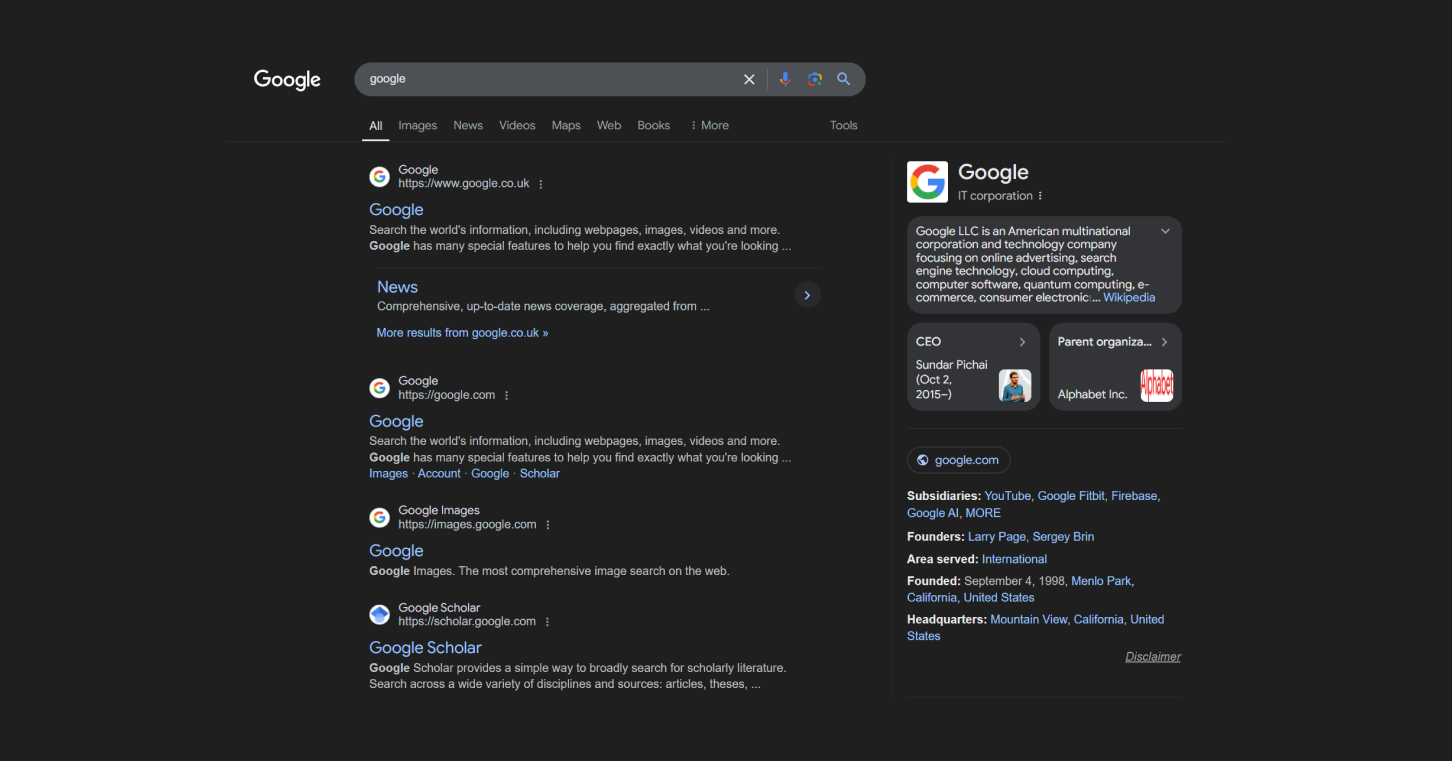 Google
google
All
Images
News
Videos
Maps
Web
Books
More
Tools
Google
https://www.google.co.uk
Google
Search the world's information, including webpages, images, videos and more.
Google has many special features to help you find exactly what you're looking ...
News
Comprehensive, up-to-date news coverage, aggregated from ...
More results from google.co.uk »
Google
https://google.com
Google
Search the world's information, including webpages, images, videos and more.
Google has many special features to help you find exactly what you're looking ...
Images · Account · Google · Scholar
Google Images
https://images.google.com
Google
Google Images. The most comprehensive image search on the web.
Google Scholar
https://scholar.google.com
Google Scholar
Google Scholar provides a simple way to broadly search for scholarly literature.
Search across a wide variety of disciplines and sources: articles, theses, ...
Google
IT corporation
Google LLC is an American multinational
corporation and technology company
focusing on online advertising, search
engine technology, cloud computing,
computer software, quantum computing, e-
commerce, consumer electronic... Wikipedia
CEO
Sundar Pichai
(Oct 2,
2015–)
Parent organiza...
Alphabet Inc.
Alphabet
google.com
Subsidiaries: YouTube, Google Fitbit, Firebase,
Google AI, MORE
Founders: Larry Page, Sergey Brin
Area served: International
Founded: September 4, 1998, Menlo Park,
California, United States
Headquarters: Mountain View, California, United
States
Disclaimer